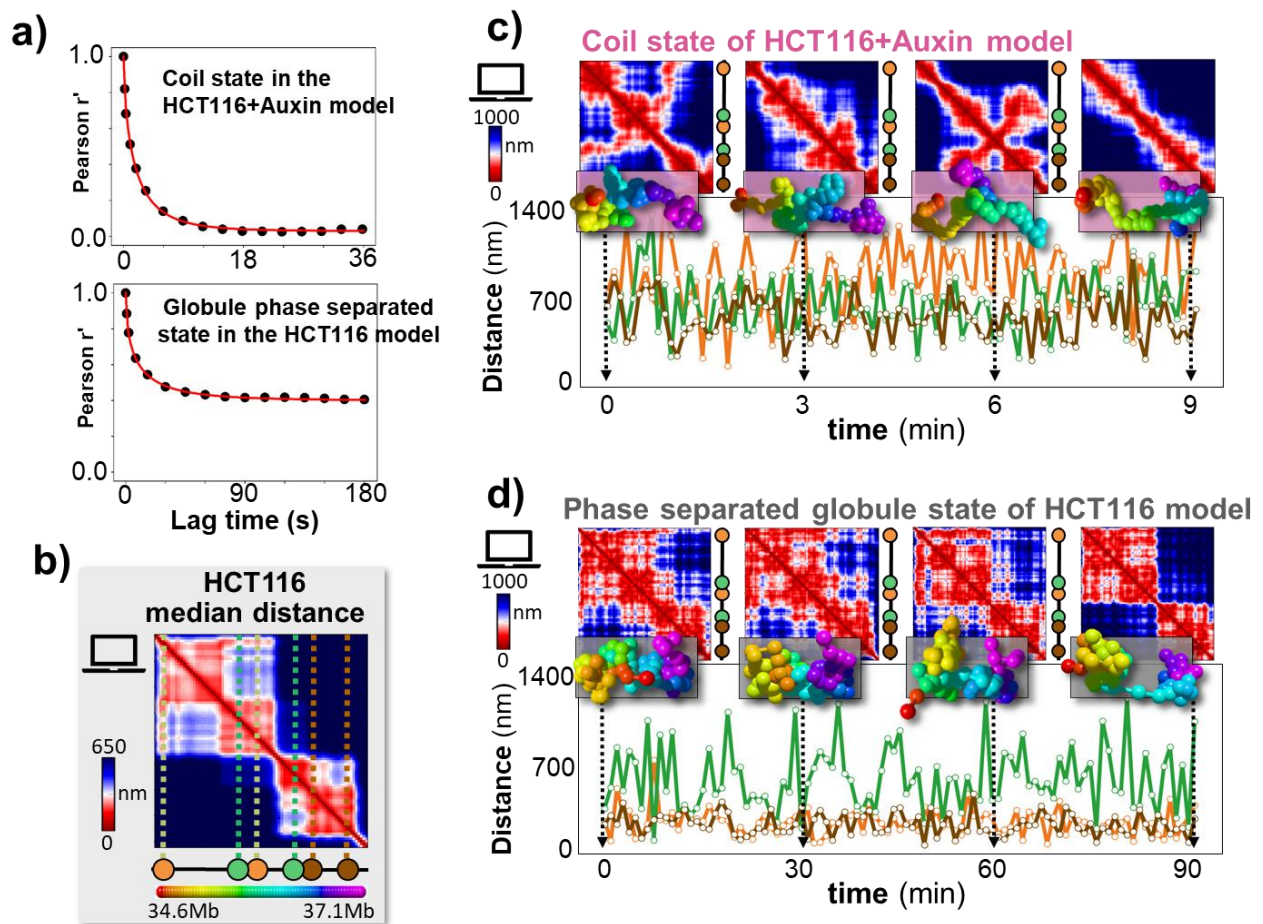 a)
1.0
Coil state in the
HCT116+Auxin model
Pearson r'
0.0
0
18
36
1.0
Globule phase separated
state in the HCT116 model
Pearson r'
0.0
0
90
180
Lag time (s)
b)
HCT116
median distance
650
nm
0
34.6Mb
37.1Mb
c)
Coil state of HCT116+Auxin model
1000
nm
0
1400
700
0
Distance (nm)
0
3
6
9
time (min)
d)
Phase separated globule state of HCT116 model
1000
nm
0
1400
700
0
Distance (nm)
0
30
60
90
time (min)